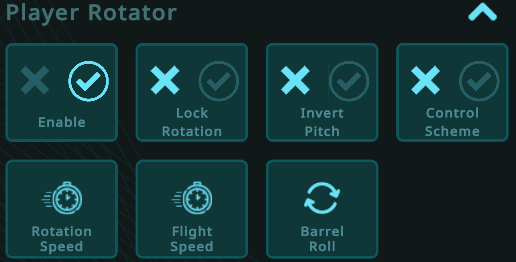 Player Rotator
Enable
Lock
Rotation
Invert
Pitch
Control
Scheme
Rotation
Speed
Flight
Speed
Barrel
Roll